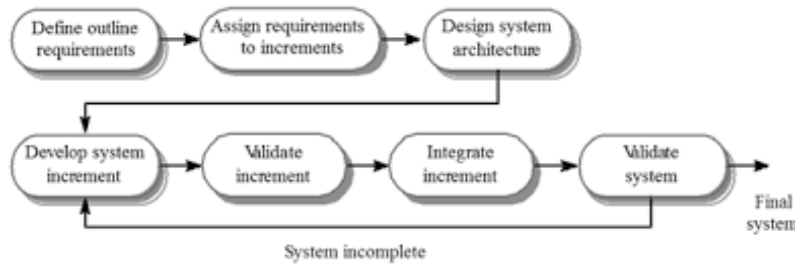 Define outline
requirements
Assign requirements
to increments
Design system
architecture
Develop system
increment
Validate
increment
Integrate
increment
Validate
system
Final
system
System incomplete